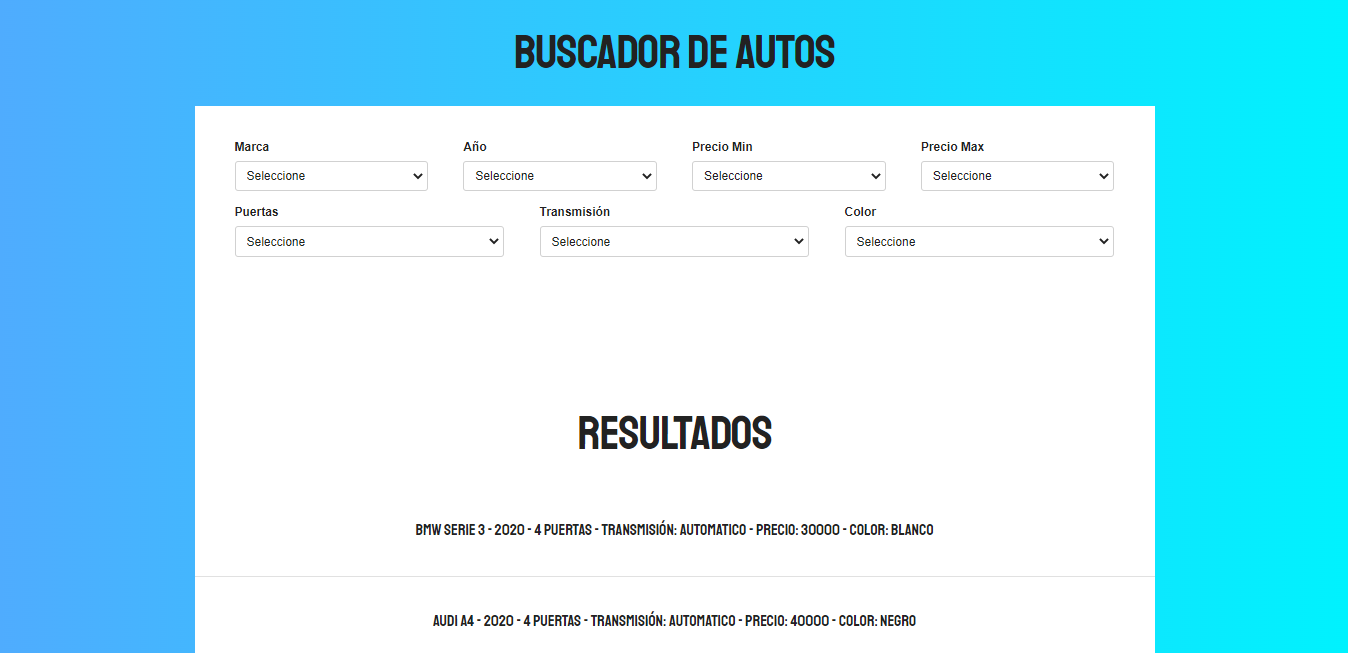 BUSCADOR DE AUTOS
Marca Año Precio Min Precio Max
Seleccione Seleccione Seleccione Seleccione
Puertas Transmisión Color
Seleccione Seleccione Seleccione
RESULTADOS
BMW SERIE 3 - 2020 - 4 PUERTAS - TRANSMISIÓN: AUTOMATICO - PRECIO: 30000 - COLOR: BLANCO
AUDI A4 - 2020 - 4 PUERTAS - TRANSMISIÓN: AUTOMATICO - PRECIO: 40000 - COLOR: NEGRO